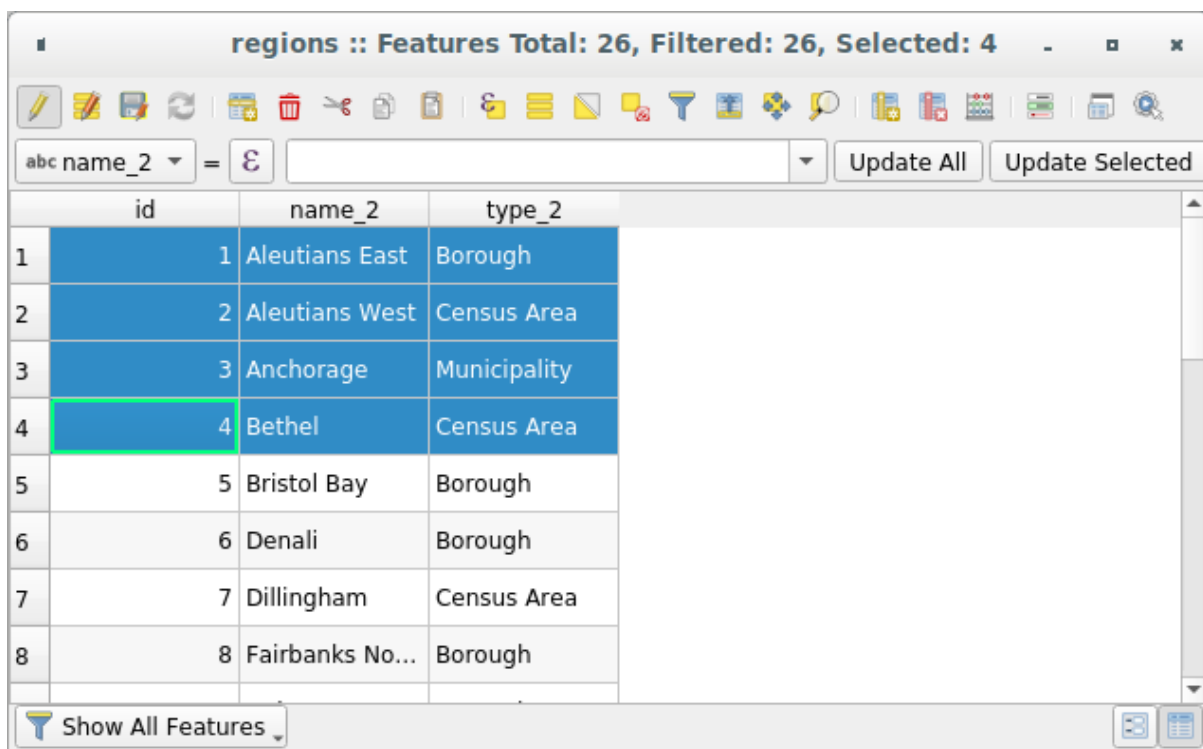 regions :: Features Total: 26, Filtered: 26, Selected: 4
abc name_2 = ε Update All Update Selected
id name_2 type_2
1 1 Aleutians East Borough
2 2 Aleutians West Census Area
3 3 Anchorage Municipality
4 4 Bethel Census Area
5 5 Bristol Bay Borough
6 6 Denali Borough
7 7 Dillingham Census Area
8 8 Fairbanks No... Borough
Show All Features